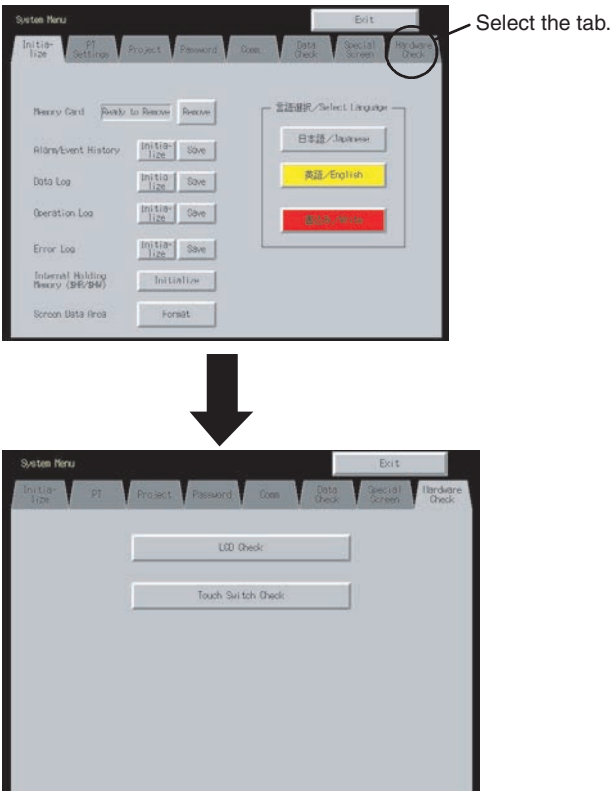 System Menu
Exit
Select the tab.
Initia-
lize
PT
Settings
Project
Password
Comm.
Data
Check
Special
Screen
Hardware
Check
Memory Card
Ready to Remove
Remove
言語選択/Select Language
日本語/Japanese
Alarm/Event History
Initia-
lize
Save
英語/English
Data Log
Initia
lize
Save
Operation Log
Initia-
lize
Save
Error Log
Initia-
lize
Save
Internal Holding
Memory ($HR/$HW)
Initialize
Screen Data Area
Format
System Menu
Exit
Initia-
lize
PT
Project
Password
Comm.
Data
Check
Special
Screen
Hardware
Check
LCD Check
Touch Switch Check